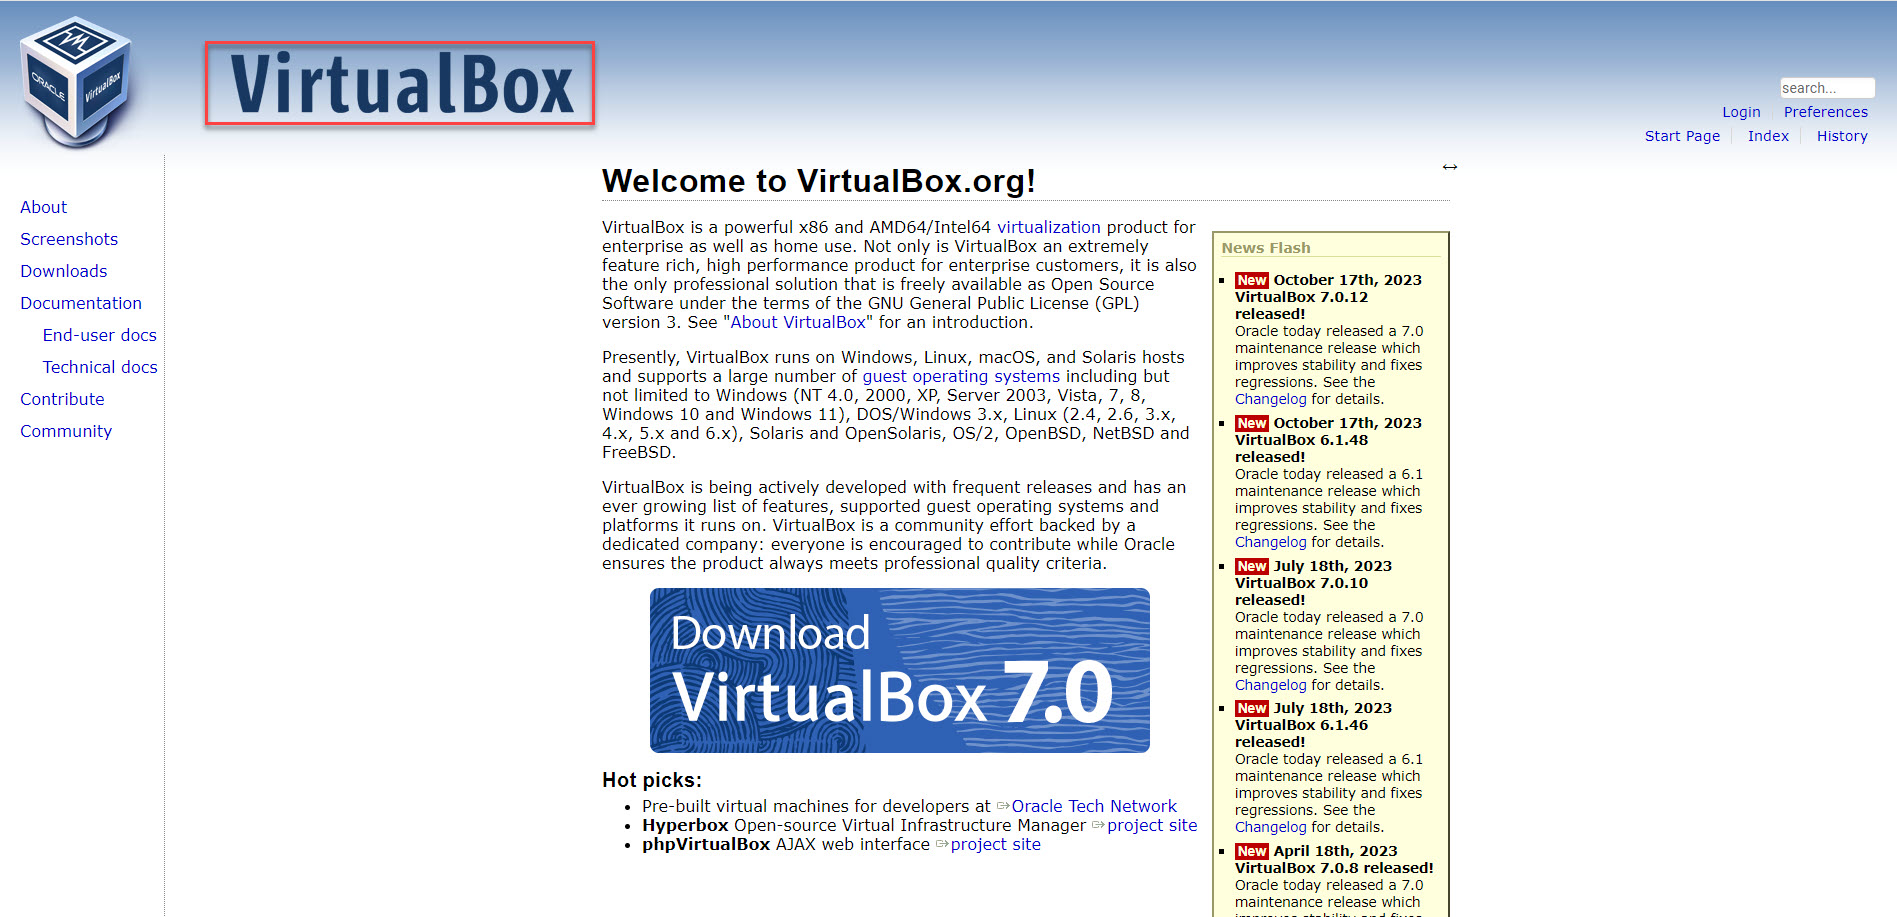 ORACLE
VirtualBox
VirtualBox
search...
Login
Preferences
Start Page
Index
History
About
Screenshots
Downloads
Documentation
End-user docs
Technical docs
Contribute
Community
Welcome to VirtualBox.org!
VirtualBox is a powerful x86 and AMD64/Intel64 virtualization product for
enterprise as well as home use. Not only is VirtualBox an extremely
feature rich, high performance product for enterprise customers, it is also
the only professional solution that is freely available as Open Source
Software under the terms of the GNU General Public License (GPL)
version 3. See "About VirtualBox" for an introduction.
Presently, VirtualBox runs on Windows, Linux, macOS, and Solaris hosts
and supports a large number of guest operating systems including but
not limited to Windows (NT 4.0, 2000, XP, Server 2003, Vista, 7, 8,
Windows 10 and Windows 11), DOS/Windows 3.x, Linux (2.4, 2.6, 3.x,
4.x, 5.x and 6.x), Solaris and OpenSolaris, OS/2, OpenBSD, NetBSD and
FreeBSD.
VirtualBox is being actively developed with frequent releases and has an
ever growing list of features, supported guest operating systems and
platforms it runs on. VirtualBox is a community effort backed by a
dedicated company: everyone is encouraged to contribute while Oracle
ensures the product always meets professional quality criteria.
Download
VirtualBox 7.0
Hot picks:
Pre-built virtual machines for developers at Oracle Tech Network
Hyperbox Open-source Virtual Infrastructure Manager project site
phpVirtualBox AJAX web interface project site
News Flash
New October 17th, 2023
VirtualBox 7.0.12
released!
Oracle today released a 7.0
maintenance release which
improves stability and fixes
regressions. See the
Changelog for details.
New October 17th, 2023
VirtualBox 6.1.48
released!
Oracle today released a 6.1
maintenance release which
improves stability and fixes
regressions. See the
Changelog for details.
New July 18th, 2023
VirtualBox 7.0.10
released!
Oracle today released a 7.0
maintenance release which
improves stability and fixes
regressions. See the
Changelog for details.
New July 18th, 2023
VirtualBox 6.1.46
released!
Oracle today released a 6.1
maintenance release which
improves stability and fixes
regressions. See the
Changelog for details.
New April 18th, 2023
VirtualBox 7.0.8 released!
Oracle today released a 7.0
maintenance release which